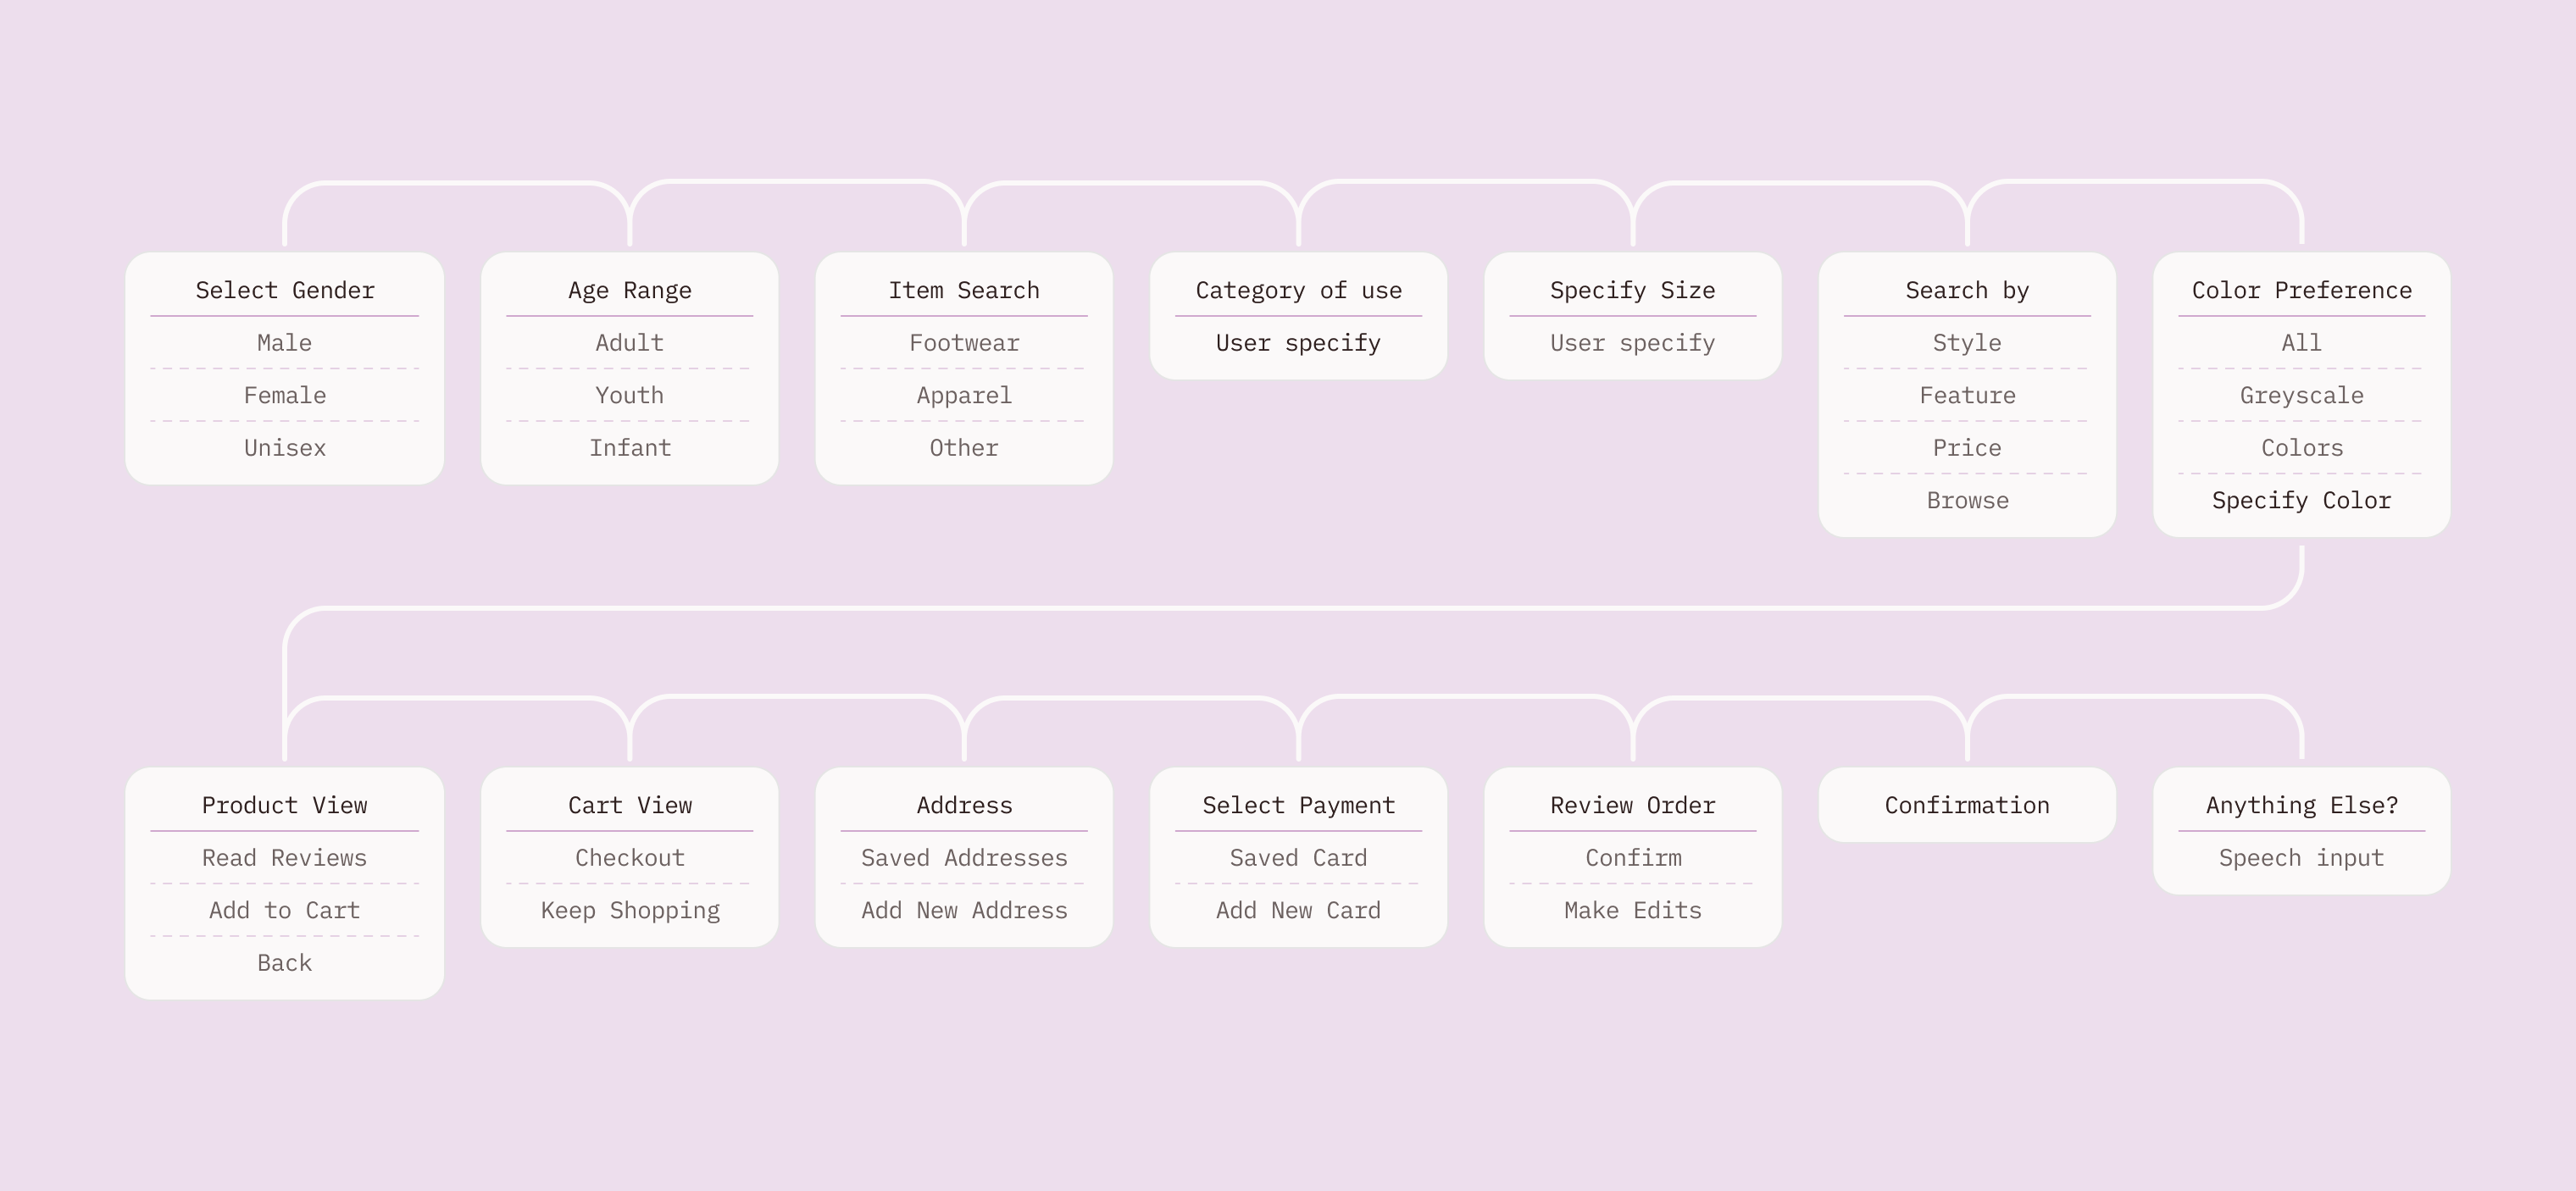 Select Gender
Male
Female
Unisex
Age Range
Adult
Youth
Infant
Item Search
Footwear
Apparel
Other
Category of use
User specify
Specify Size
User specify
Search by
Style
Feature
Price
Browse
Color Preference
All
Greyscale
Colors
Specify Color
Product View
Read Reviews
Add to Cart
Back
Cart View
Checkout
Keep Shopping
Address
Saved Addresses
Add New Address
Select Payment
Saved Card
Add New Card
Review Order
Confirm
Make Edits
Confirmation
Anything Else?
Speech input